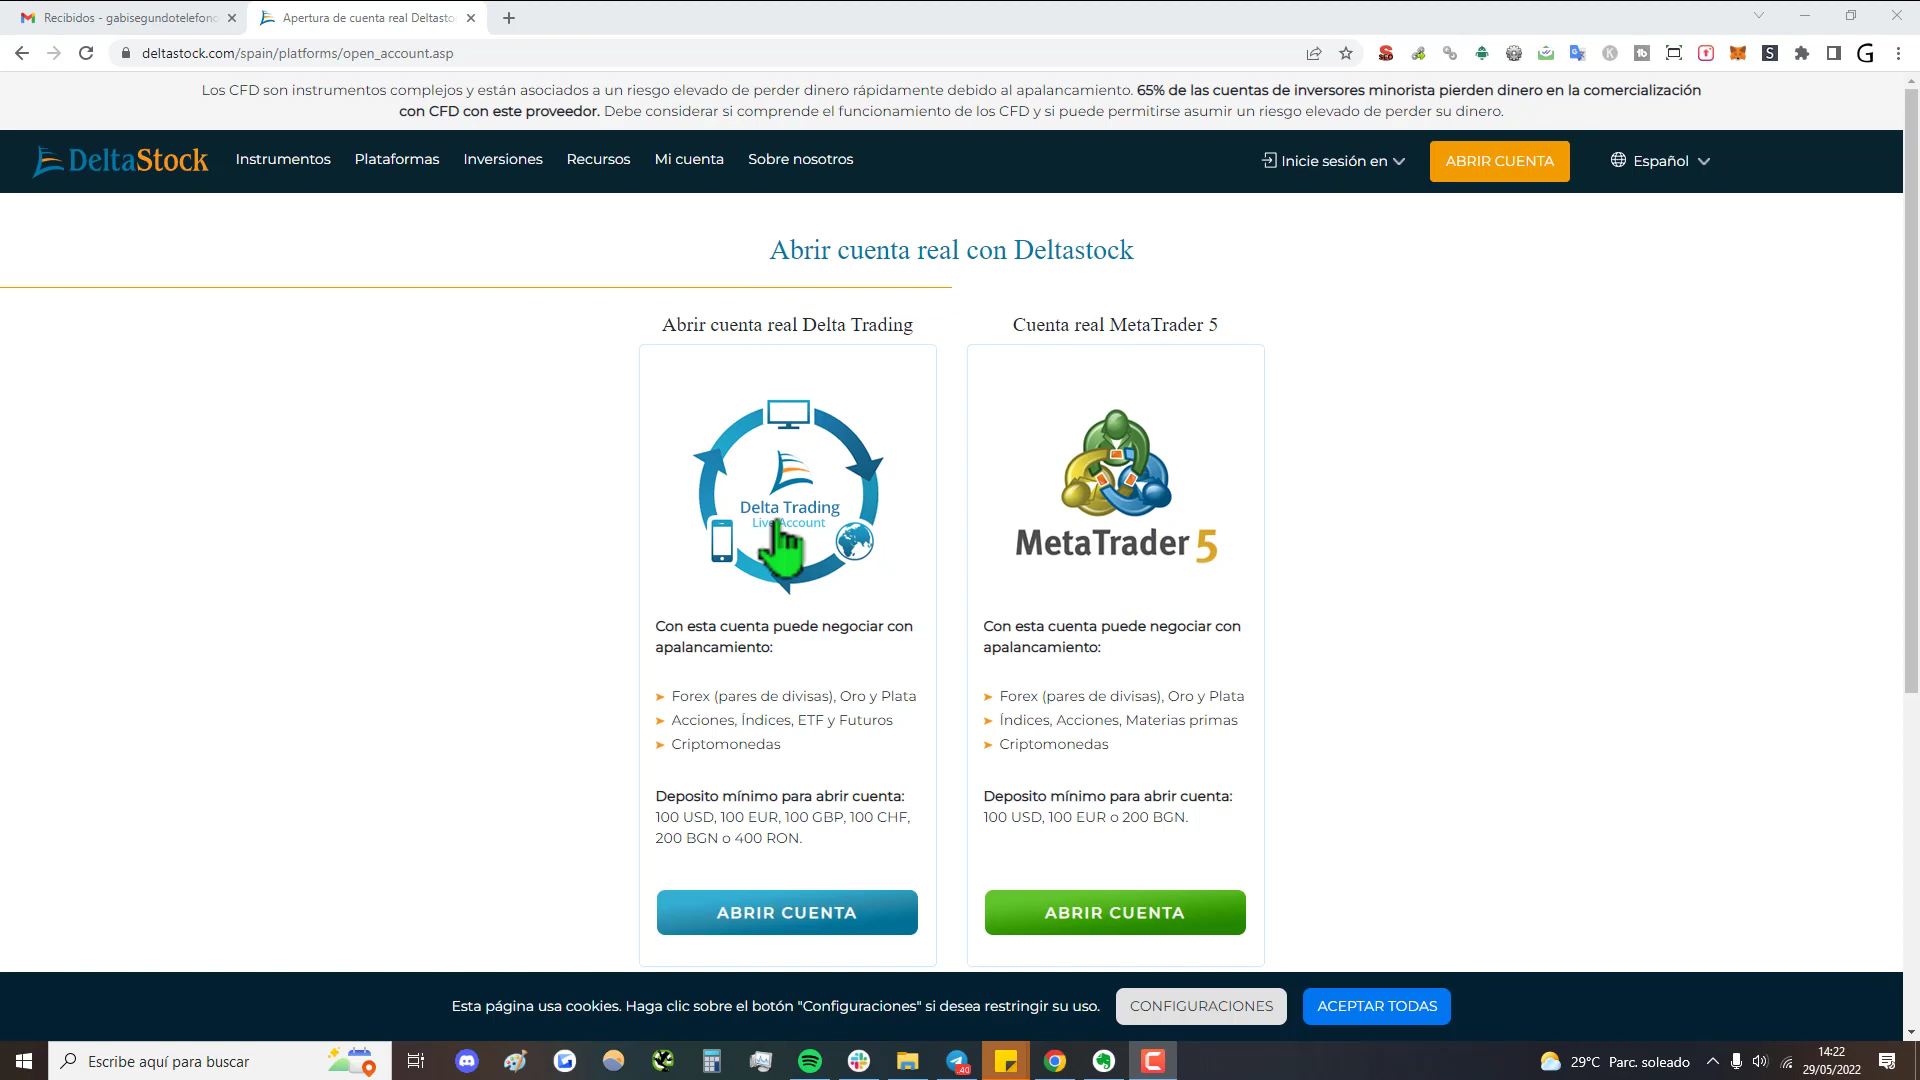 Recibidos - gabisegundotelefono
Apertura de cuenta real Deltasto
deltastock.com/spain/platforms/open_account.asp
Los CFD son instrumentos complejos y están asociados a un riesgo elevado de perder dinero rápidamente debido al apalancamiento. 65% de las cuentas de inversores minorista pierden dinero en la comercialización
con CFD con este proveedor. Debe considerar si comprende el funcionamiento de los CFD y si puede permitirse asumir un riesgo elevado de perder su dinero.
DeltaStock
Instrumentos Plataformas Inversiones Recursos Mi cuenta Sobre nosotros
Inicie sesión en
ABRIR CUENTA
Español
Abrir cuenta real con Deltastock
Abrir cuenta real Delta Trading
Delta Trading
Live Account
Con esta cuenta puede negociar con
apalancamiento:
Forex (pares de divisas), Oro y Plata
Acciones, Índices, ETF y Futuros
Criptomonedas
Deposito mínimo para abrir cuenta:
100 USD, 100 EUR, 100 GBP, 100 CHF,
200 BGN o 400 RON.
ABRIR CUENTA
Cuenta real MetaTrader 5
MetaTrader 5
Con esta cuenta puede negociar con
apalancamiento:
Forex (pares de divisas), Oro y Plata
Índices, Acciones, Materias primas
Criptomonedas
Deposito mínimo para abrir cuenta:
100 USD, 100 EUR o 200 BGN.
ABRIR CUENTA
Esta página usa cookies. Haga clic sobre el botón "Configuraciones" si desea restringir su uso.
CONFIGURACIONES
ACEPTAR TODAS
Escribe aquí para buscar
29°C Parc. soleado
14:22
29/05/2022